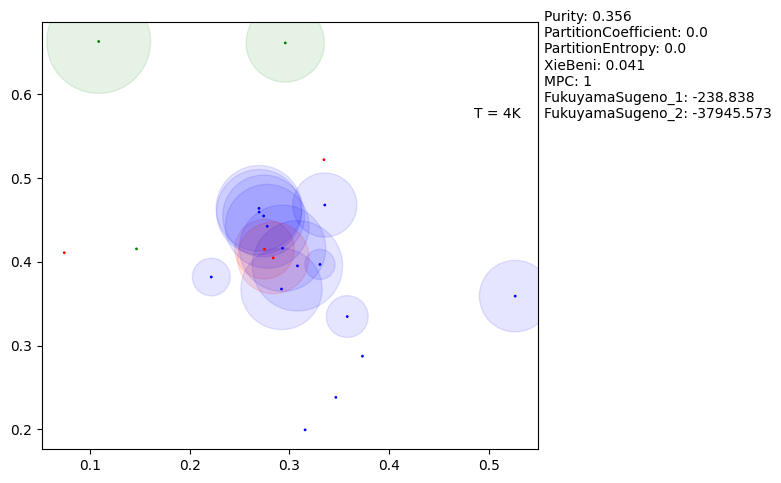 Purity: 0.356
PartitionCoefficient: 0.0
PartitionEntropy: 0.0
XieBeni: 0.041
MPC: 1
FukuyamaSugeno_1: -238.838
FukuyamaSugeno_2: -37945.573
T = 4K
0.6
0.5
0.4
0.3
0.2
0.1 0.2 0.3 0.4 0.5